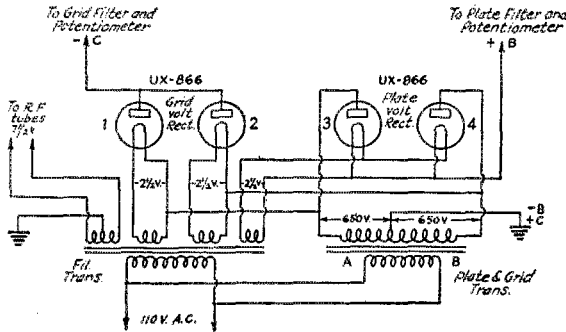 To Grid Filter and
Potentiometer
- C
To Plate Filter and
Potentiometer
+ B
UX-866
UX-866
Grid
volt
Rect.
Plate
volt
Rect.
1
2
3
4
To R.F
tubes
7½v
-2½v-
-2½v-
-2½v-
650V.
650V.
-B
+C
A
B
Fil.
Trans.
Plate & Grid
Trans.
110V. A.C.